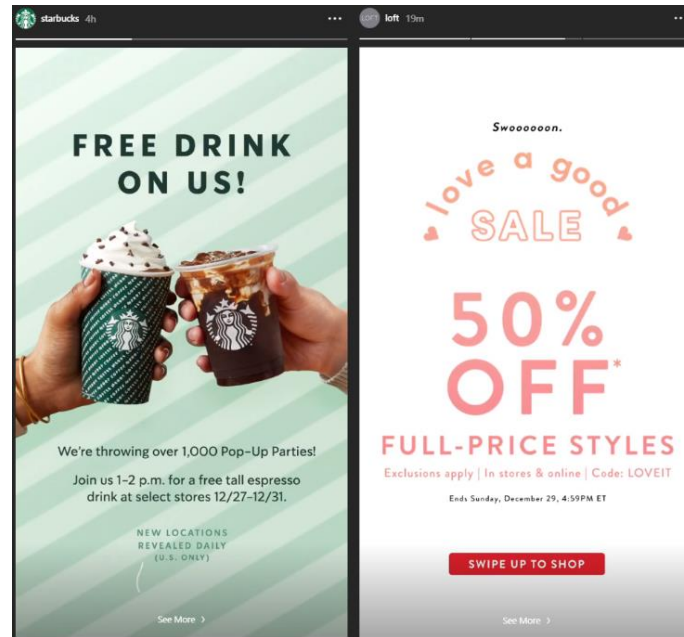 starbucks 4h
FREE DRINK
ON US!
We're throwing over 1,000 Pop-Up Parties!
Join us 1–2 p.m. for a free tall espresso
drink at select stores 12/27–12/31.
NEW LOCATIONS
REVEALED DAILY
(U.S. ONLY)
See More
LOFT
loft 19m
Swoooooon.
love a good
SALE
50%
OFF*
FULL-PRICE STYLES
Exclusions apply | In stores & online | Code: LOVEIT
Ends Sunday, December 29, 4:59PM ET
SWIPE UP TO SHOP
See More